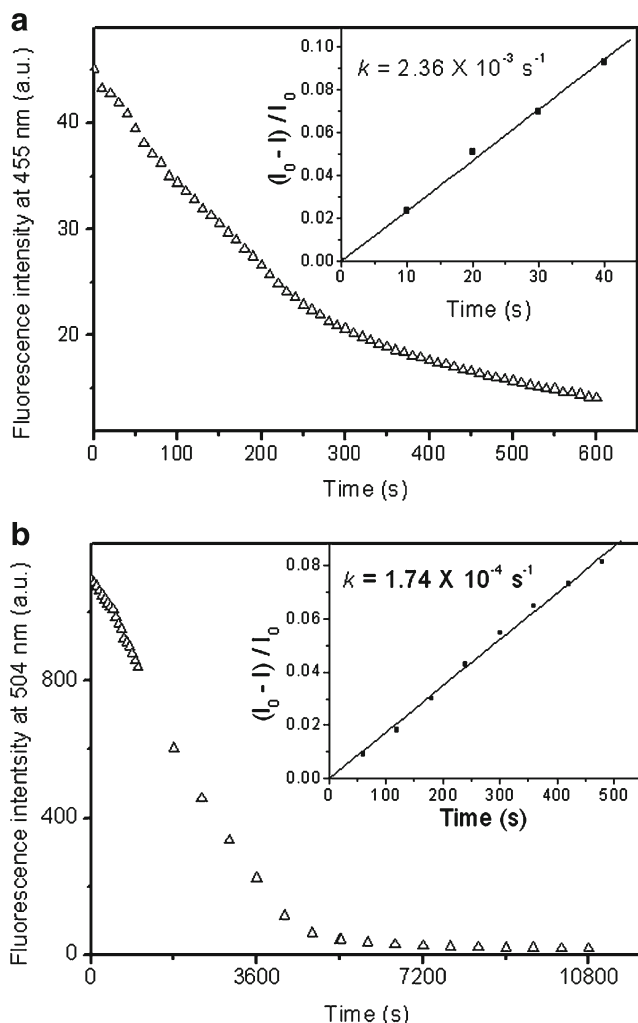 a
Fluorescence intensity at 455 nm (a.u.)
40
30
20
0 100 200 300 400 500 600
Time (s)
k = 2.36 X 10⁻³ s⁻¹
(I₀ - I) / I₀
0.10
0.08
0.06
0.04
0.02
0.00
0 10 20 30 40
Time (s)
b
Fluorescence intentsity at 504 nm (a.u.)
800
400
0
0 3600 7200 10800
Time (s)
k = 1.74 X 10⁻⁴ s⁻¹
(I₀ - I) / I₀
0.08
0.06
0.04
0.02
0.00
0 100 200 300 400 500
Time (s)